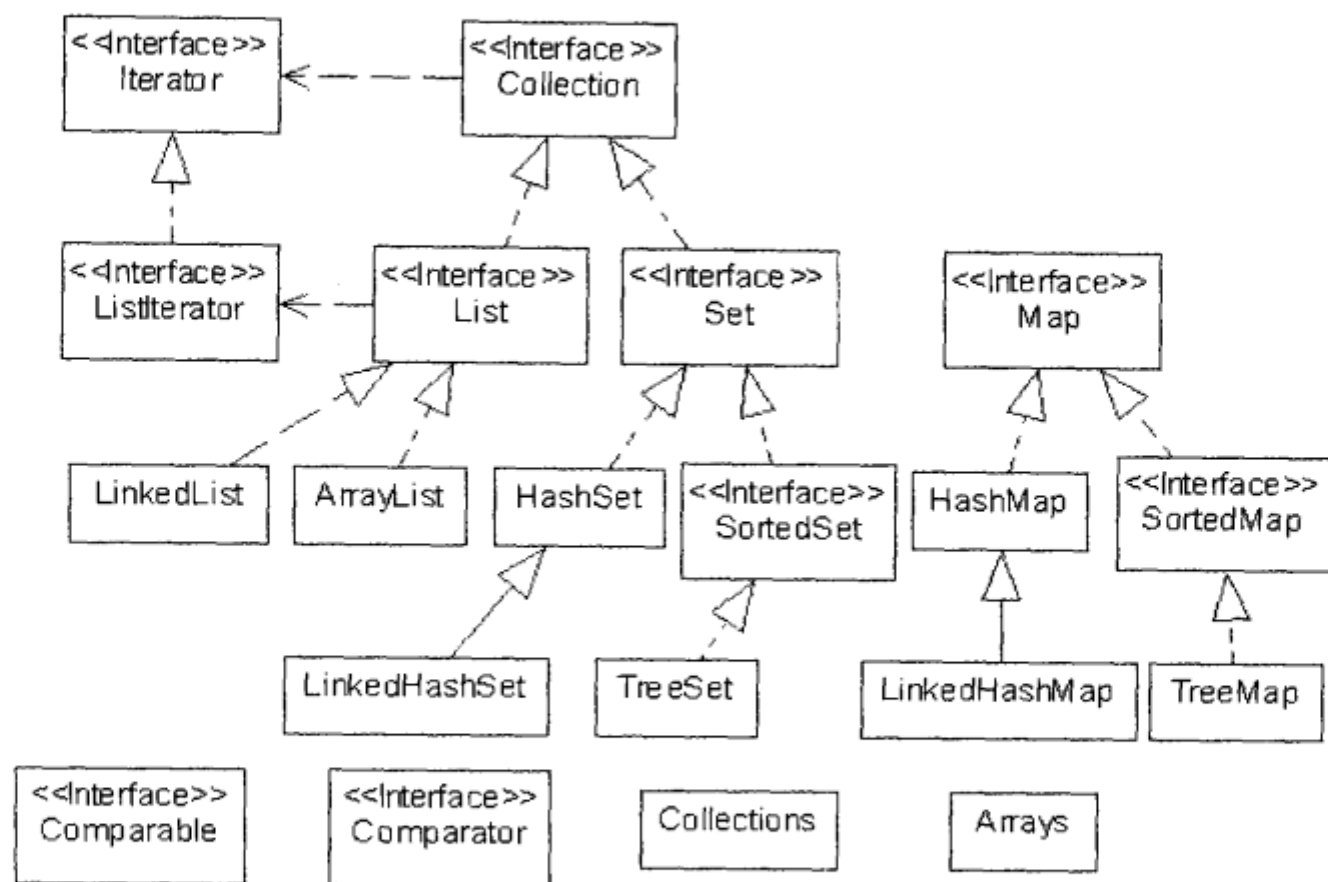 <<Interface>>
Iterator
<<Interface>>
Collection
<<Interface>>
ListIterator
<<Interface>>
List
<<Interface>>
Set
<<Interface>>
Map
LinkedList
ArrayList
HashSet
<<Interface>>
SortedSet
HashMap
<<Interface>>
SortedMap
LinkedHashSet
TreeSet
LinkedHashMap
TreeMap
<<Interface>>
Comparable
<<Interface>>
Comparator
Collections
Arrays